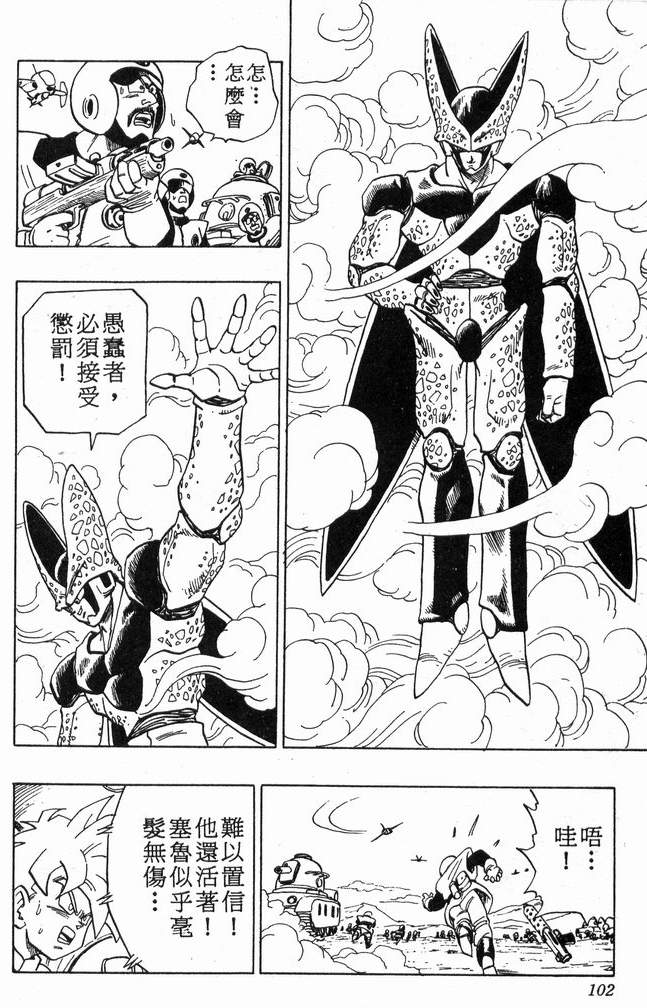 怎…
怎麼會
…
愚蠢者，
必須接受
懲罰！
唔…
哇！
難以置信！
他還活著！
塞魯似乎毫
髮無傷…
102